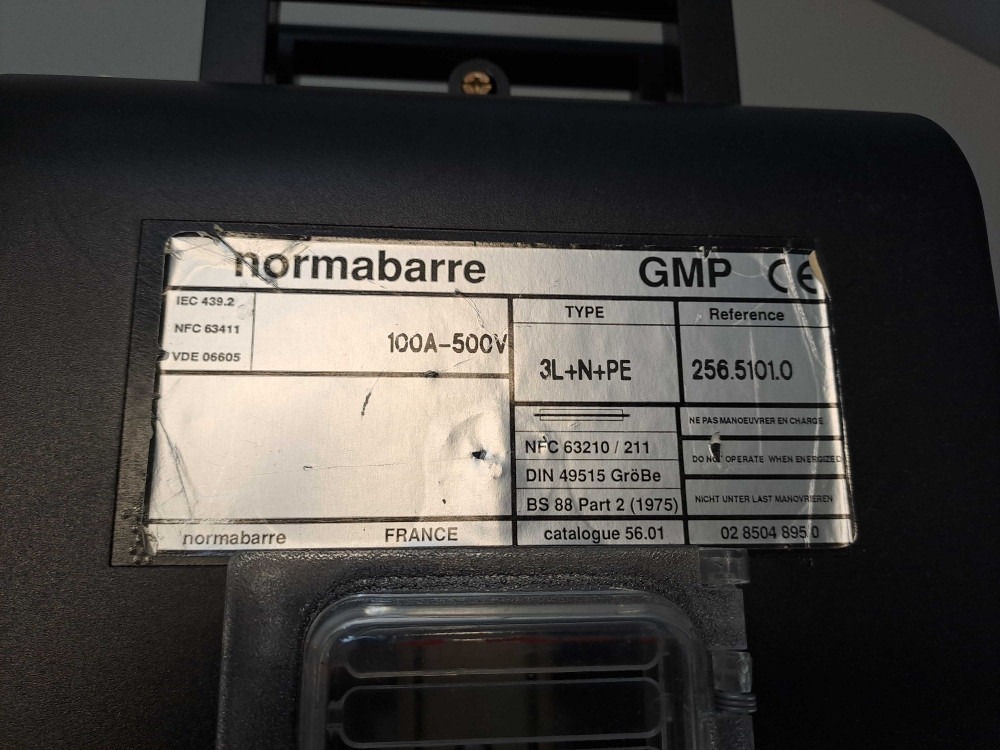 normabarre GMP CE
IEC 439.2
NFC 63411
VDE 06605
100A-500V
TYPE
3L+N+PE
Reference
256.5101.0
NFC 63210 / 211
DIN 49515 GröBe
BS 88 Part 2 (1975)
NE PAS MANOEUVRER EN CHARGE
DO NOT OPERATE WHEN ENERGIZED
NICHT UNTER LAST MANOVRIEREN
normabarre FRANCE catalogue 56.01 02 8504 895 0